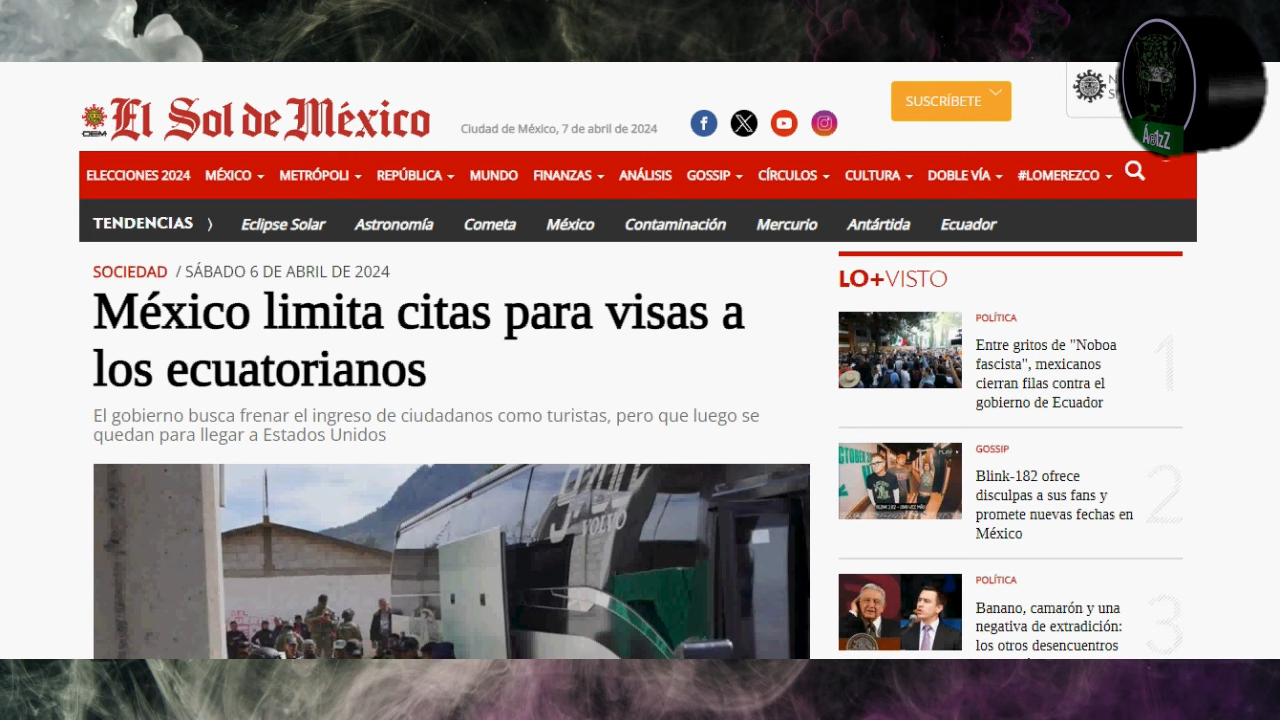 El Sol de México
OEM
Ciudad de México, 7 de abril de 2024
SUSCRÍBETE
ELECCIONES 2024 MÉXICO METRÓPOLI REPÚBLICA MUNDO FINANZAS ANÁLISIS GOSSIP CÍRCULOS CULTURA DOBLE VÍA #LOMEREZCO
TENDENCIAS ⟩ Eclipse Solar Astronomía Cometa México Contaminación Mercurio Antártida Ecuador
SOCIEDAD / SÁBADO 6 DE ABRIL DE 2024
México limita citas para visas a
los ecuatorianos
El gobierno busca frenar el ingreso de ciudadanos como turistas, pero que luego se
quedan para llegar a Estados Unidos
VOLVO
LO+VISTO
POLÍTICA
Entre gritos de "Noboa
fascista", mexicanos
cierran filas contra el
gobierno de Ecuador
1
GOSSIP
Blink-182 ofrece
disculpas a sus fans y
promete nuevas fechas en
México
2
POLÍTICA
Banano, camarón y una
negativa de extradición:
los otros desencuentros
3